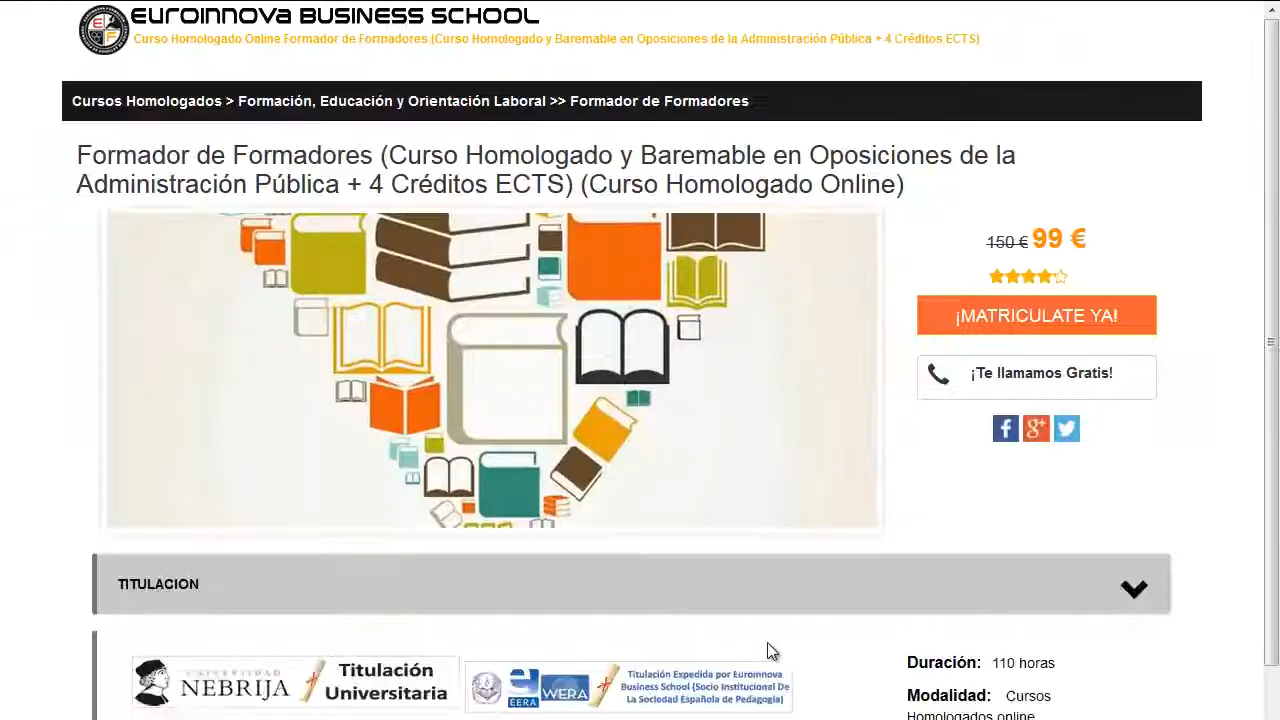 Euroinnova BUSINESS SCHOOL
Curso Homologado Online Formador de Formadores (Curso Homologado y Baremable en Oposiciones de la Administración Pública + 4 Créditos ECTS)
Cursos Homologados > Formación, Educación y Orientación Laboral >> Formador de Formadores
Formador de Formadores (Curso Homologado y Baremable en Oposiciones de la
Administración Pública + 4 Créditos ECTS) (Curso Homologado Online)
150 € 99 €
¡MATRICULATE YA!
¡Te llamamos Gratis!
TITULACION
UNIVERSIDAD
NEBRIJA
Titulación
Universitaria
EERA
WERA
Titulación Expedida por Euroinnova
Business School (Socio Institucional De
La Sociedad Española de Pedagogía)
Duración: 110 horas
Modalidad: Cursos
Homologados online